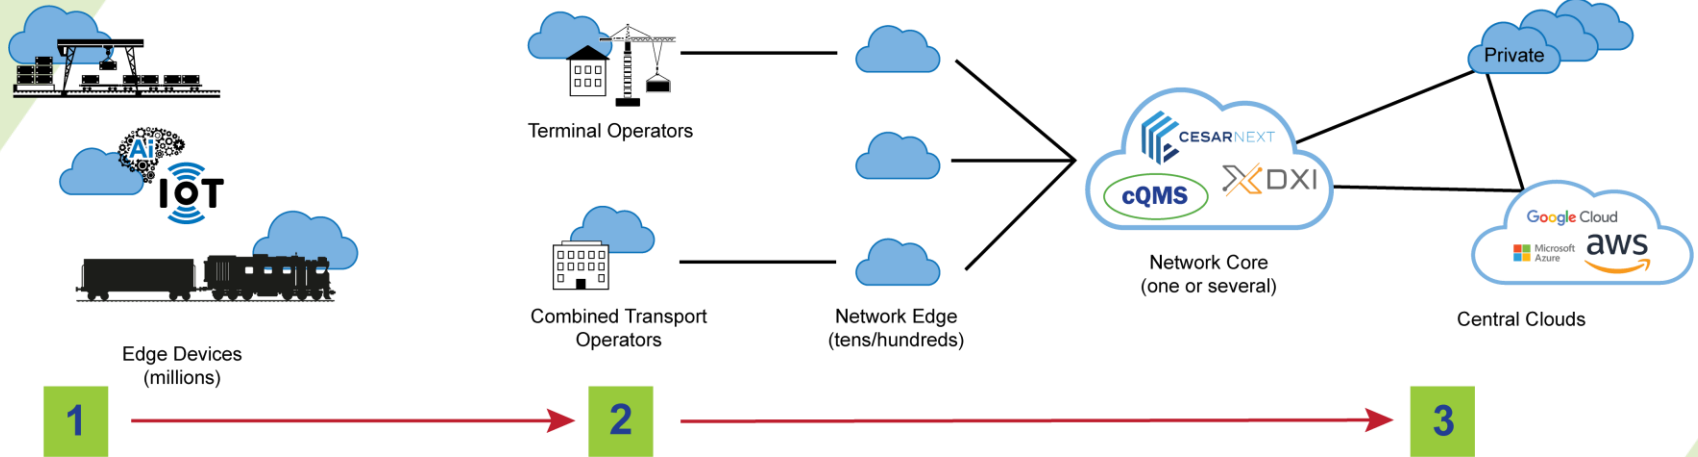 Ai
IoT
Edge Devices
(millions)
Terminal Operators
Combined Transport
Operators
Network Edge
(tens/hundreds)
CESARNEXT
cQMS
DXI
Network Core
(one or several)
Private
Google Cloud
Microsoft
Azure
aws
Central Clouds
1
2
3